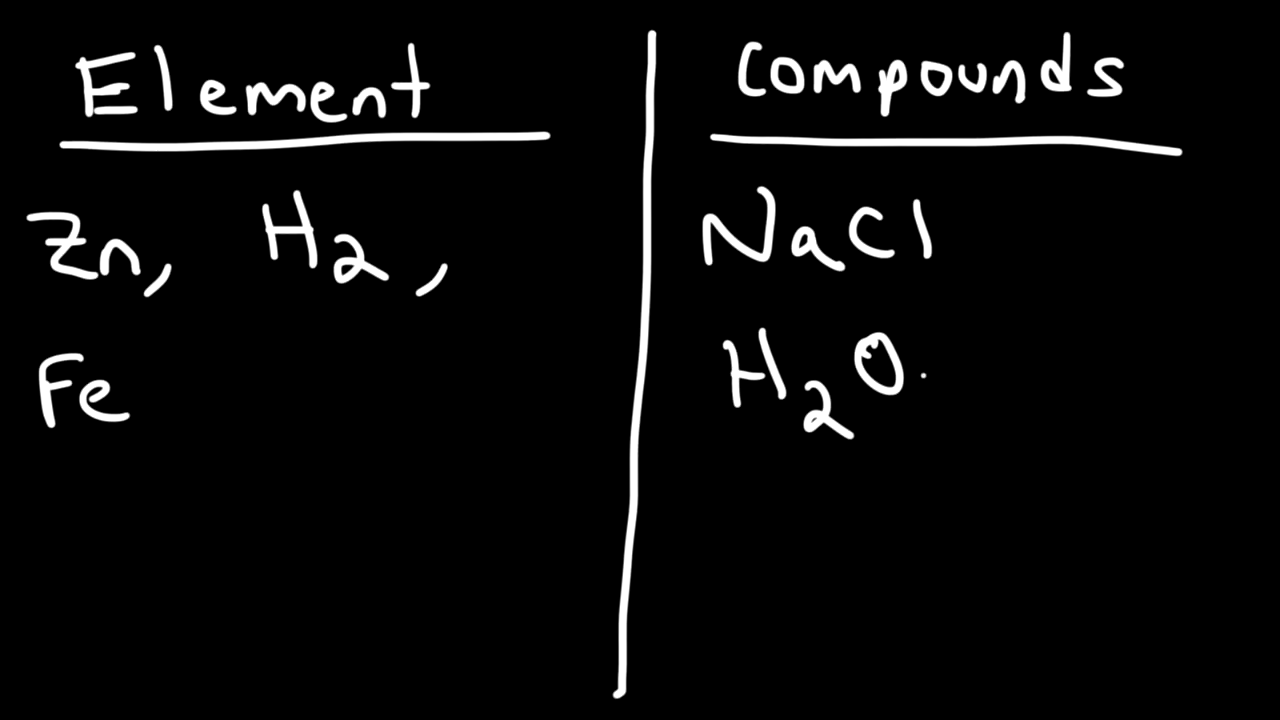 Element
Zn, H2,
Fe
Compounds
NaCl
H2O